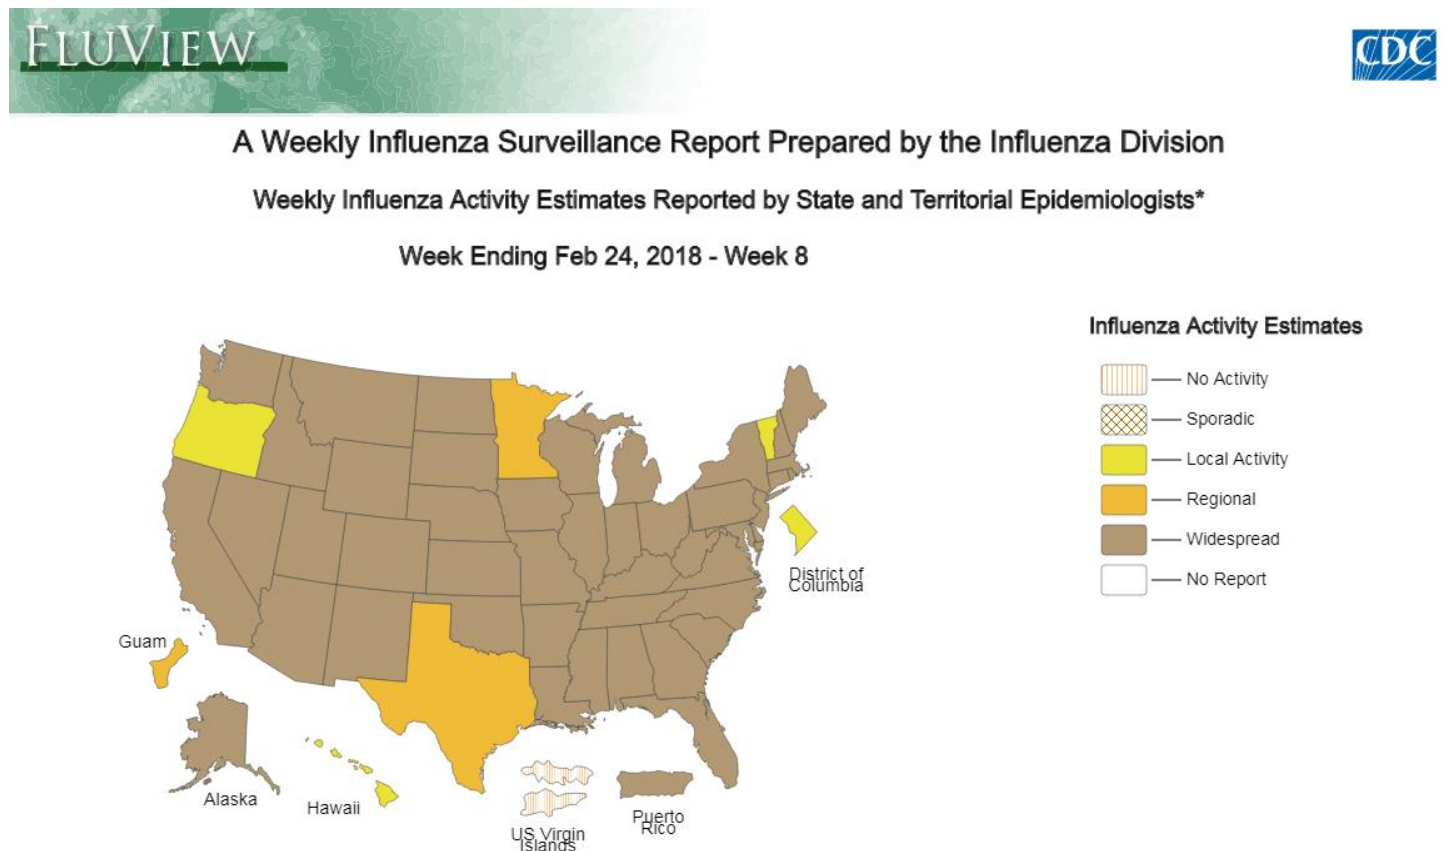 FLUVIEW
CDC
A Weekly Influenza Surveillance Report Prepared by the Influenza Division
Weekly Influenza Activity Estimates Reported by State and Territorial Epidemiologists*
Week Ending Feb 24, 2018 - Week 8
Influenza Activity Estimates
No Activity
Sporadic
Local Activity
Regional
Widespread
No Report
District of
Columbia
Guam
Alaska
Hawaii
US Virgin
Islands
Puerto
Rico